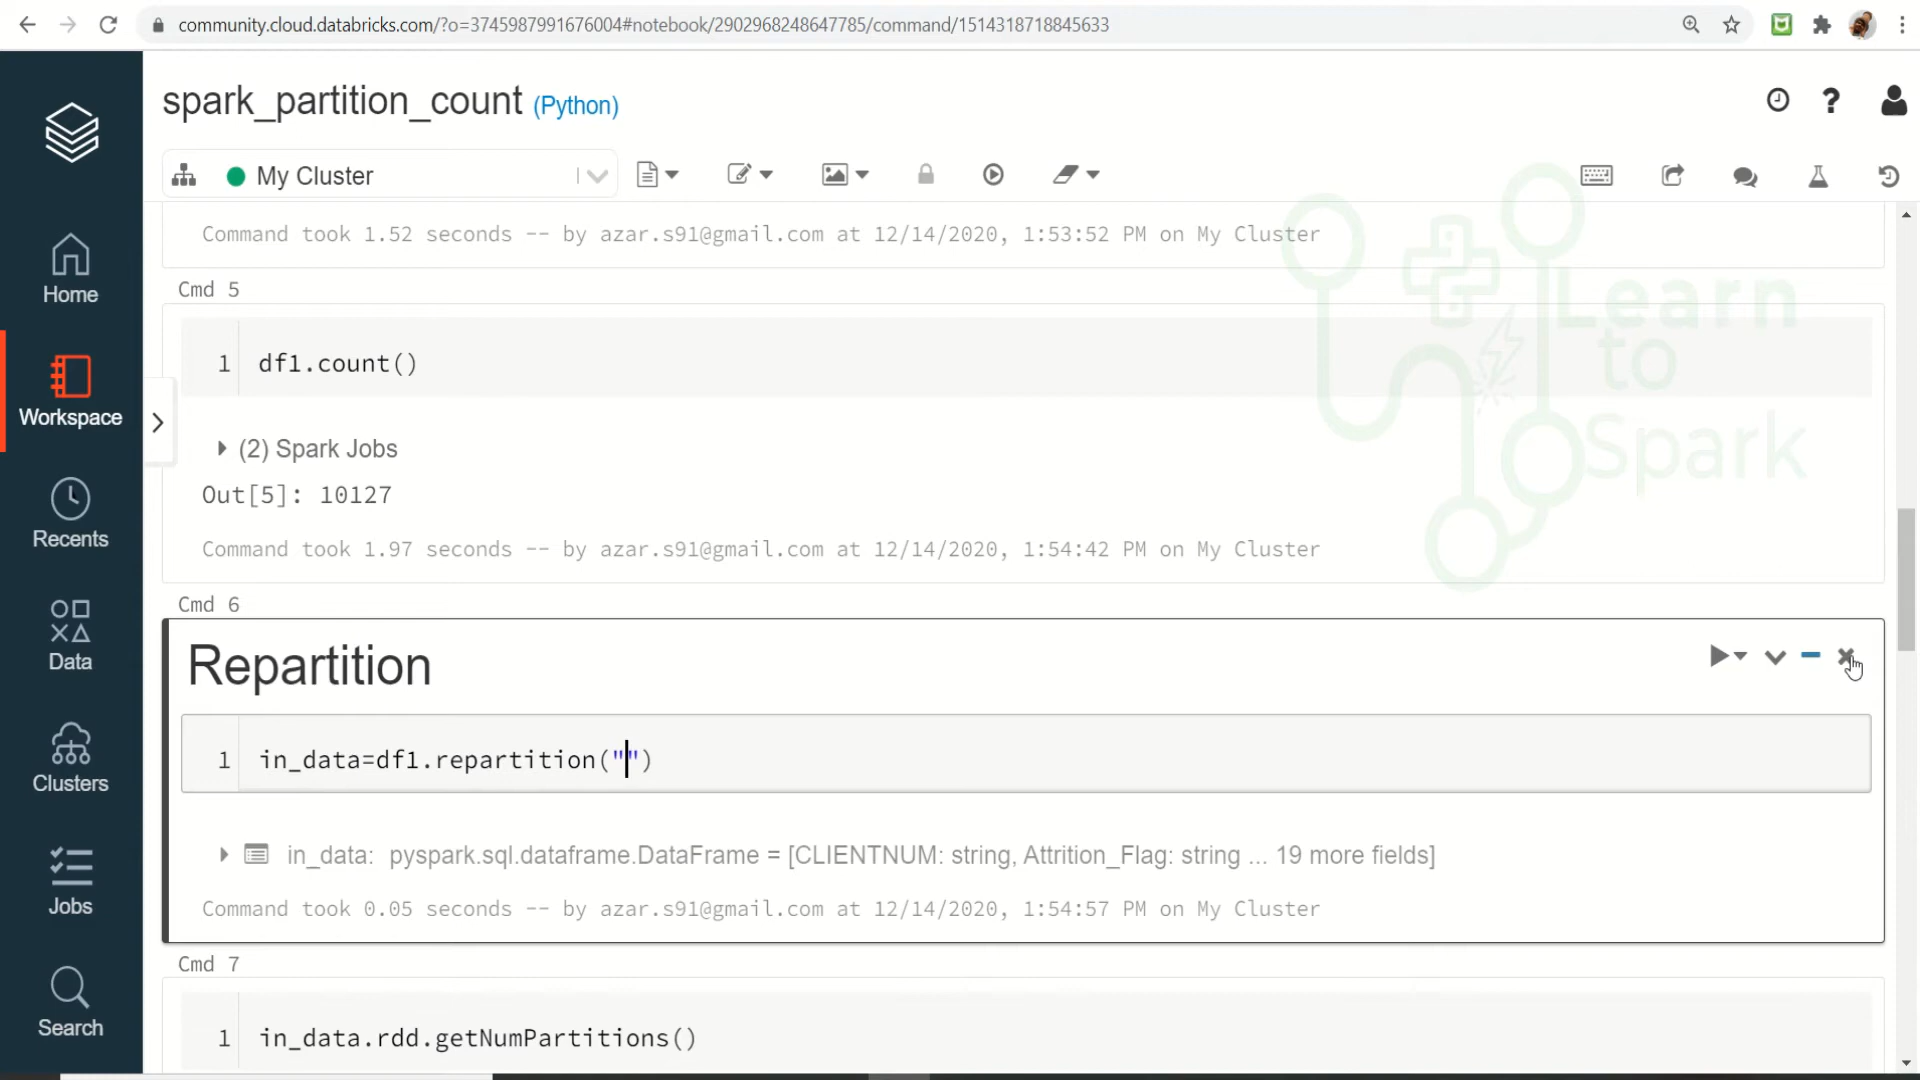 community.cloud.databricks.com/?o=3745987991676004#notebook/2902968248647785/command/1514318718845633
spark_partition_count (Python)
?
My Cluster
Command took 1.52 seconds -- by azar.s91@gmail.com at 12/14/2020, 1:53:52 PM on My Cluster
Cmd 5
1 df1.count()
(2) Spark Jobs
Out[5]: 10127
Command took 1.97 seconds -- by azar.s91@gmail.com at 12/14/2020, 1:54:42 PM on My Cluster
Cmd 6
Repartition
1 in_data=df1.repartition("")
in_data: pyspark.sql.dataframe.DataFrame = [CLIENTNUM: string, Attrition_Flag: string ... 19 more fields]
Command took 0.05 seconds -- by azar.s91@gmail.com at 12/14/2020, 1:54:57 PM on My Cluster
Cmd 7
1 in_data.rdd.getNumPartitions()
Home
Workspace
Recents
Data
Clusters
Jobs
Search
Learn
to
Spark